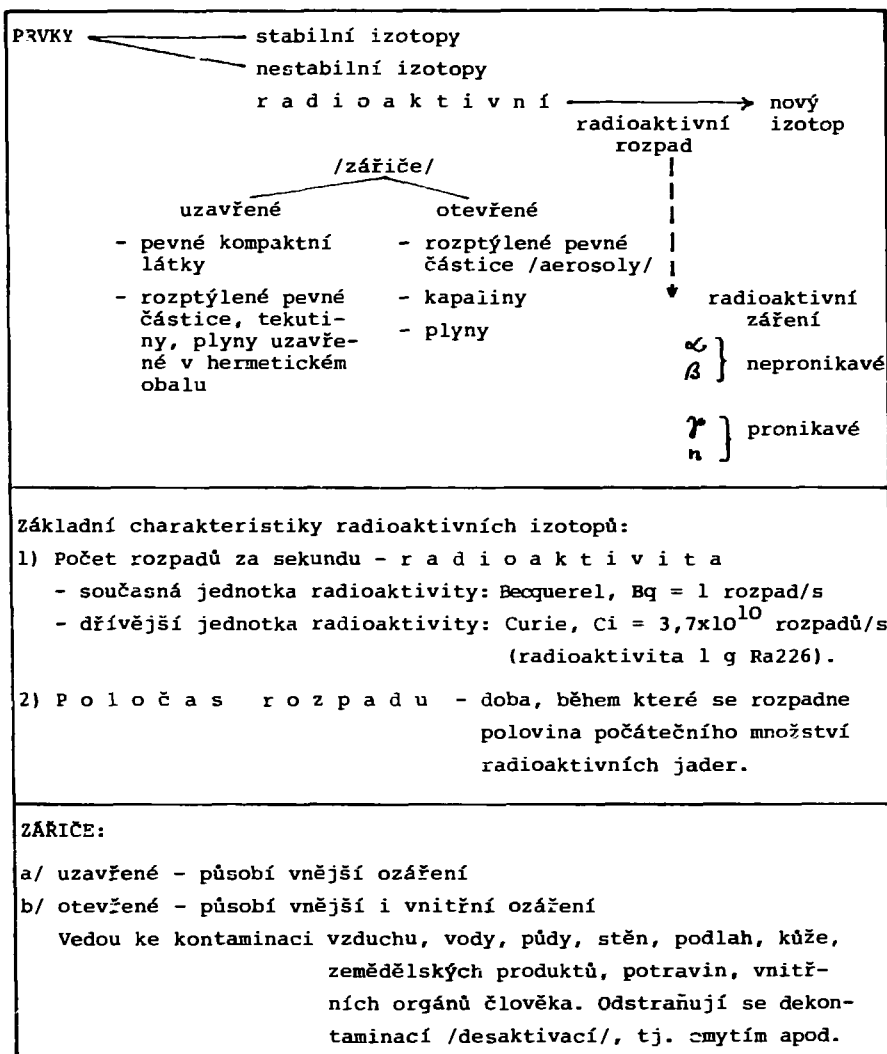 PRVKY stabilní izotopy
nestabilní izotopy
r a d i o a k t i v n í nový
radioaktivní izotop
rozpad
/zářiče/
uzavřené otevřené
- pevné kompaktní
látky
- rozptýlené pevné
částice, tekuti-
ny, plyny uzavře-
né v hermetickém
obalu
- rozptýlené pevné
částice /aerosoly/
- kapaliny
- plyny
radioaktivní
záření
α
β } nepronikavé
γ
n } pronikavé
Základní charakteristiky radioaktivních izotopů:
1) Počet rozpadů za sekundu - r a d i o a k t i v i t a
- současná jednotka radioaktivity: Becquerel, Bq = 1 rozpad/s
- dřívější jednotka radioaktivity: Curie, Ci = 3,7x10^10 rozpadů/s
(radioaktivita 1 g Ra226).
2) P o l o č a s r o z p a d u - doba, během které se rozpadne
polovina počátečního množství
radioaktivních jader.
ZÁŘIČE:
a/ uzavřené - působí vnější ozáření
b/ otevžené - působí vnější i vnitřní ozáření
Vedou ke kontaminaci vzduchu, vody, půdy, stěn, podlah, kůže,
zemědělských produktů, potravin, vnitř-
ních orgánů člověka. Odstraňují se dekon-
taminací /desaktivací/, tj. omytím apod.